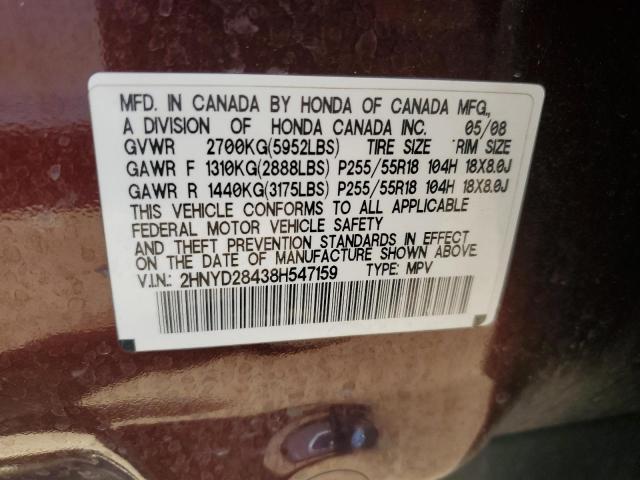 MFD. IN CANADA BY HONDA OF CANADA MFG.,
A DIVISION OF HONDA CANADA INC. 05/08
GVWR 2700KG(5952LBS) TIRE SIZE RIM SIZE
GAWR F 1310KG(2888LBS) P255/55R18 104H 18X8.0J
GAWR R 1440KG(3175LBS) P255/55R18 104H 18X8.0J
THIS VEHICLE CONFORMS TO ALL APPLICABLE
FEDERAL MOTOR VEHICLE SAFETY
AND THEFT PREVENTION STANDARDS IN EFFECT
ON THE DATE OF MANUFACTURE SHOWN ABOVE.
V.I.N.: 2HNYD28438H547159 TYPE: MPV